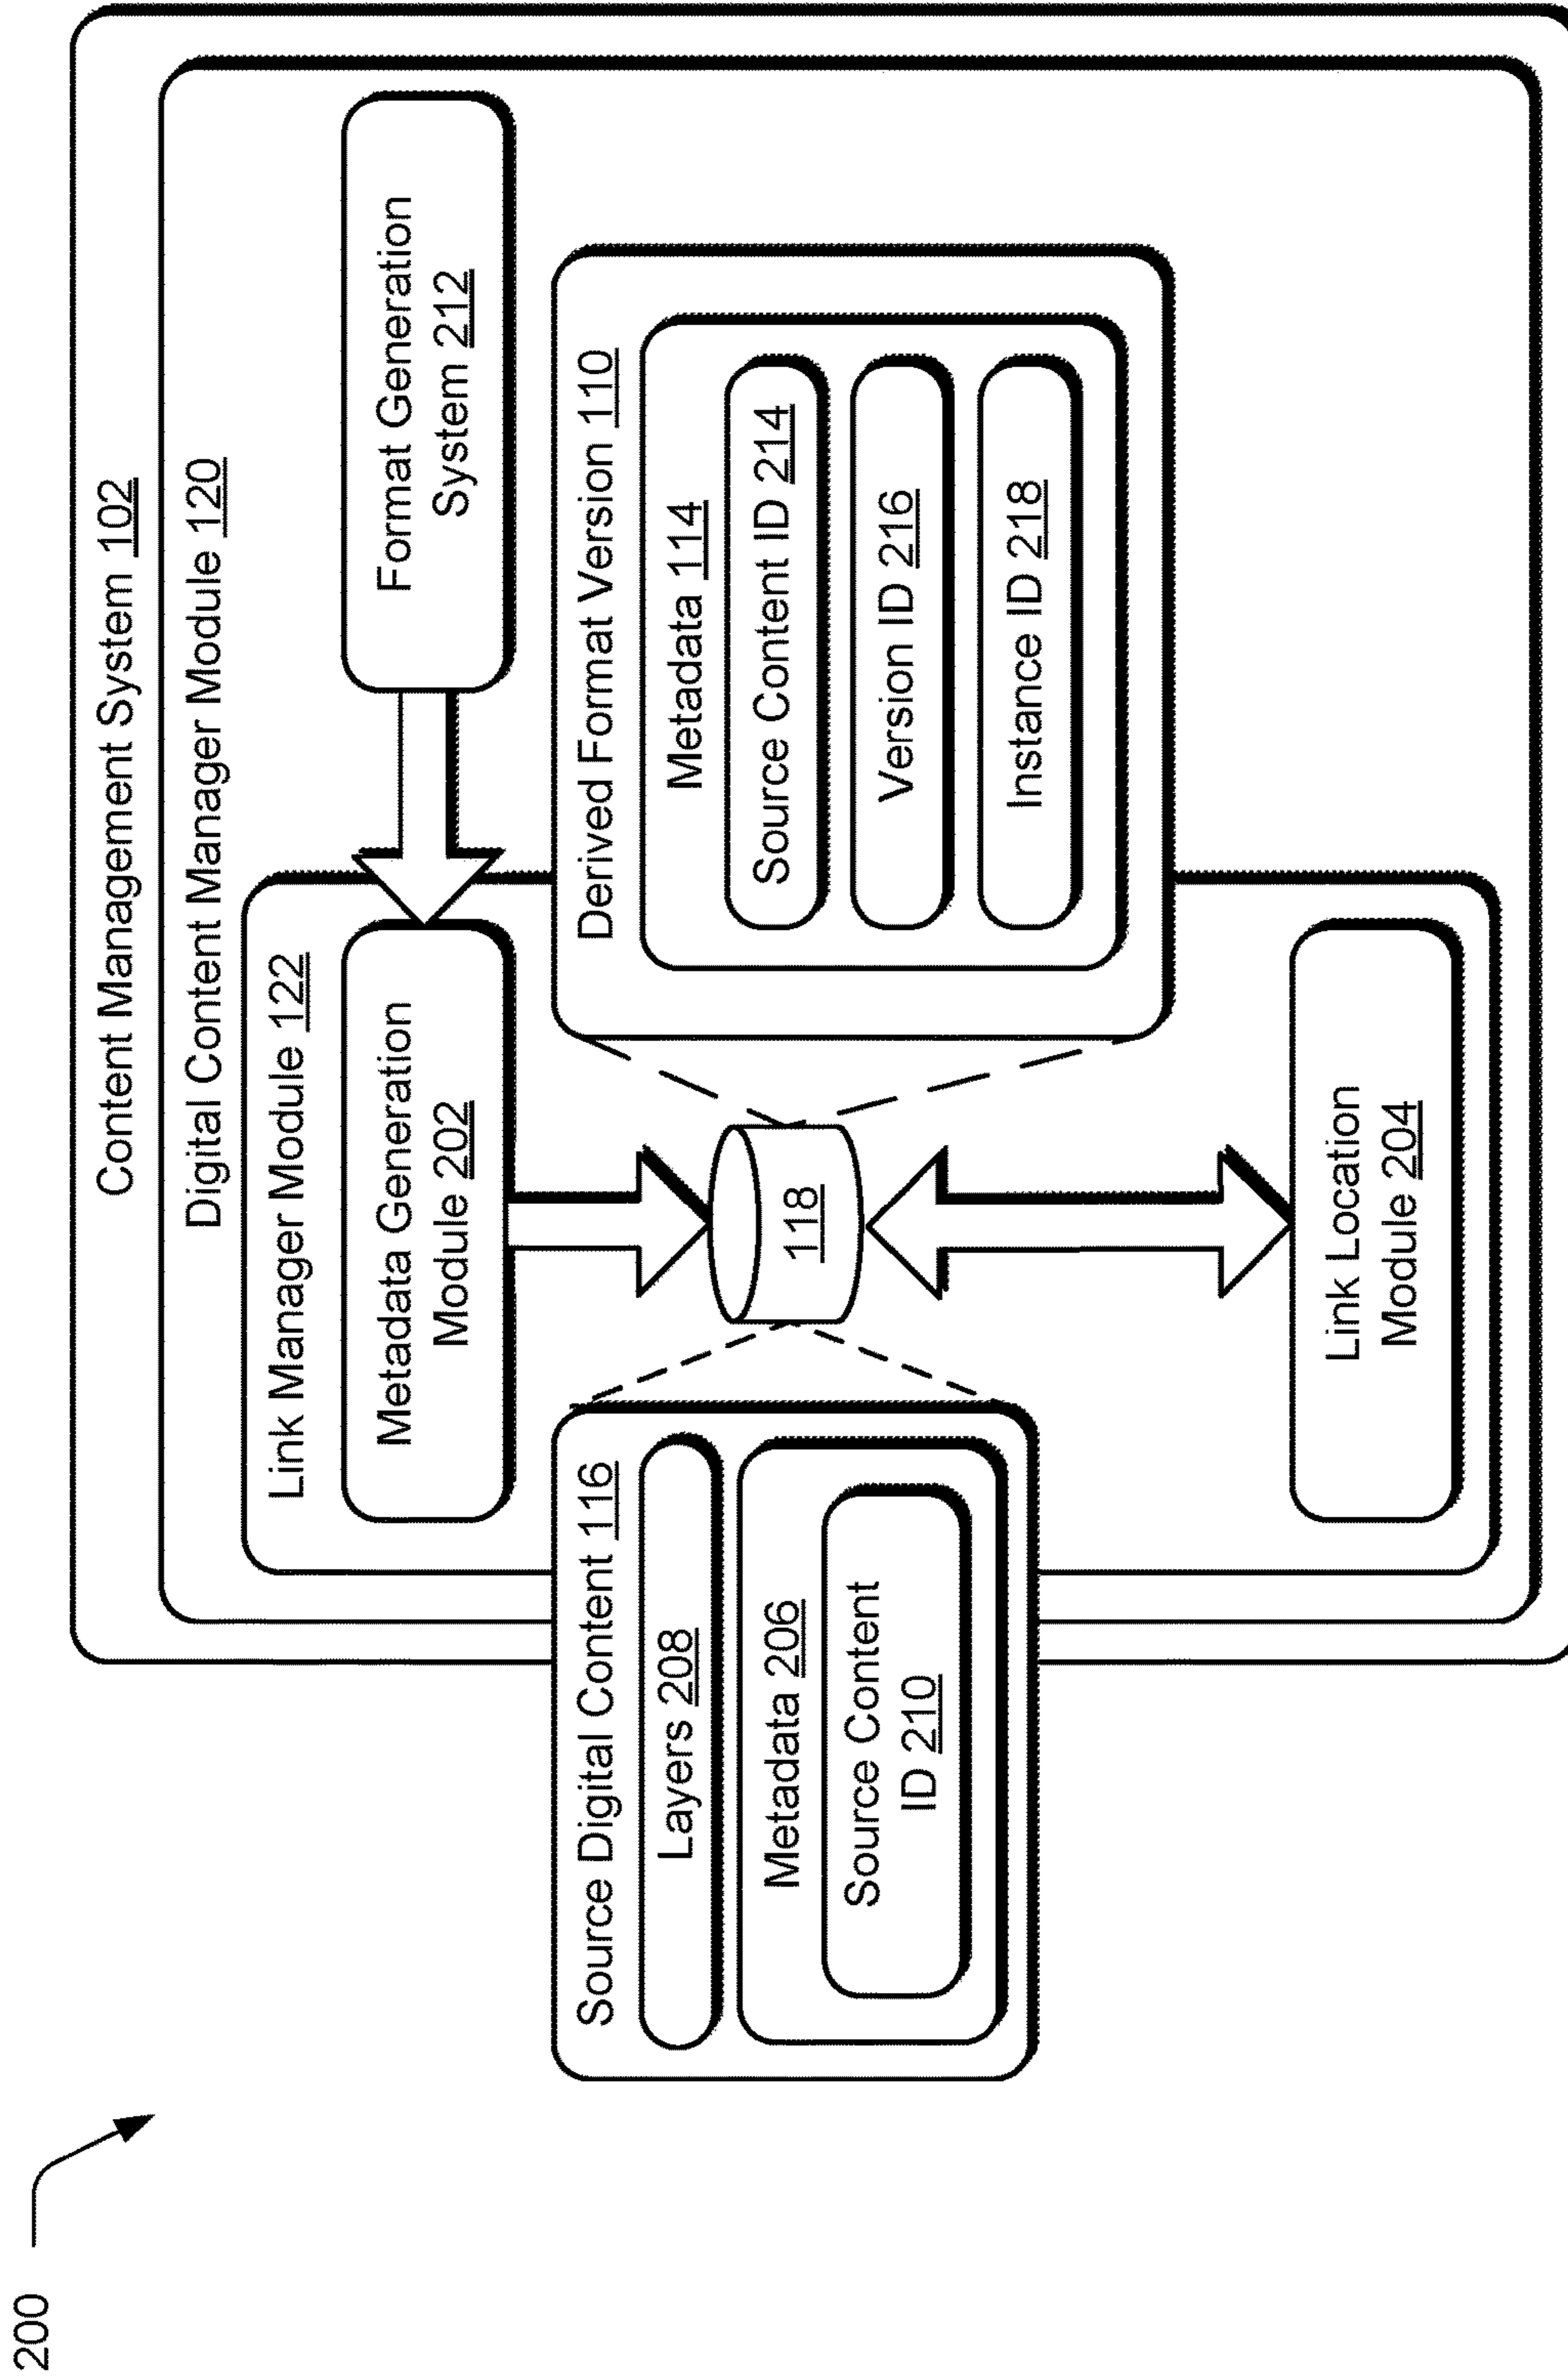 200
Content Management System 102
Digital Content Manager Module 120
Link Manager Module 122
Metadata Generation
Module 202
Format Generation
System 212
Source Digital Content 116
Layers 208
Metadata 206
Source Content
ID 210
118
Derived Format Version 110
Metadata 114
Source Content ID 214
Version ID 216
Instance ID 218
Link Location
Module 204